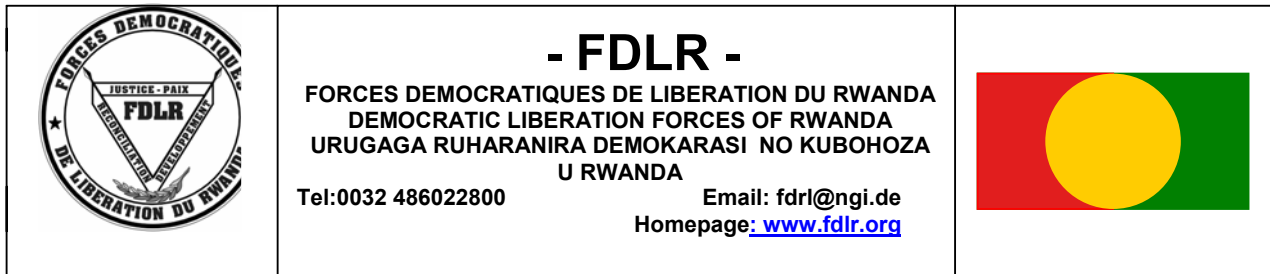 FORCES DEMOCRATIQUES
DE LIBERATION DU RWANDA
JUSTICE - PAIX
FDLR
RECONCILIATION
DEVELOPPEMENT
- FDLR -
FORCES DEMOCRATIQUES DE LIBERATION DU RWANDA
DEMOCRATIC LIBERATION FORCES OF RWANDA
URUGAGA RUHARANIRA DEMOKARASI NO KUBOHOZA
U RWANDA
Tel:0032 486022800 Email: fdrl@ngi.de
Homepage: www.fdlr.org